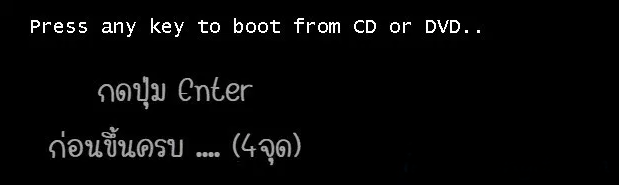 Press any key to boot from CD or DVD..
กดปุ่ม Enter
ก่อนขึ้นครบ .... (4จุด)